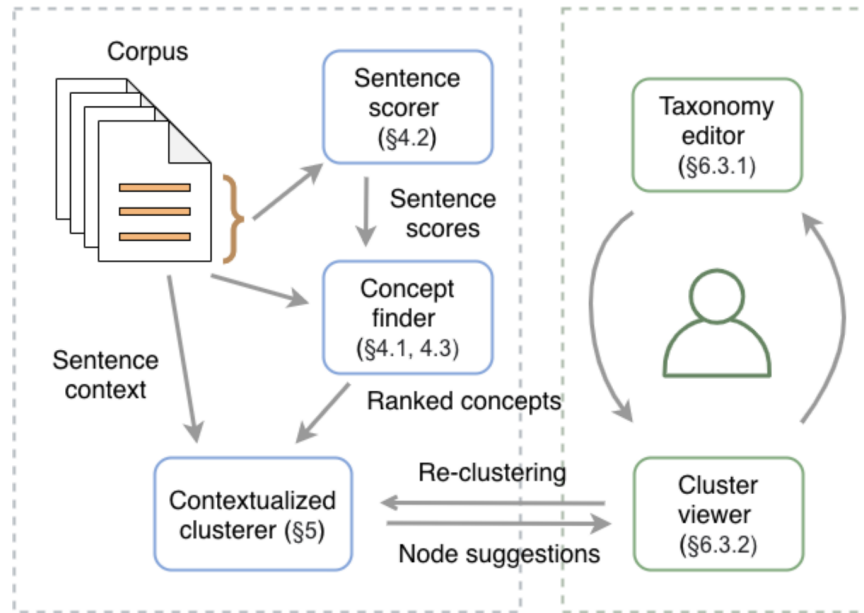 Corpus
Sentence
scorer
(§4.2)
Sentence
scores
Concept
finder
(§4.1, 4.3)
Sentence
context
Ranked concepts
Contextualized
clusterer (§5)
Re-clustering
Node suggestions
Taxonomy
editor
(§6.3.1)
Cluster
viewer
(§6.3.2)